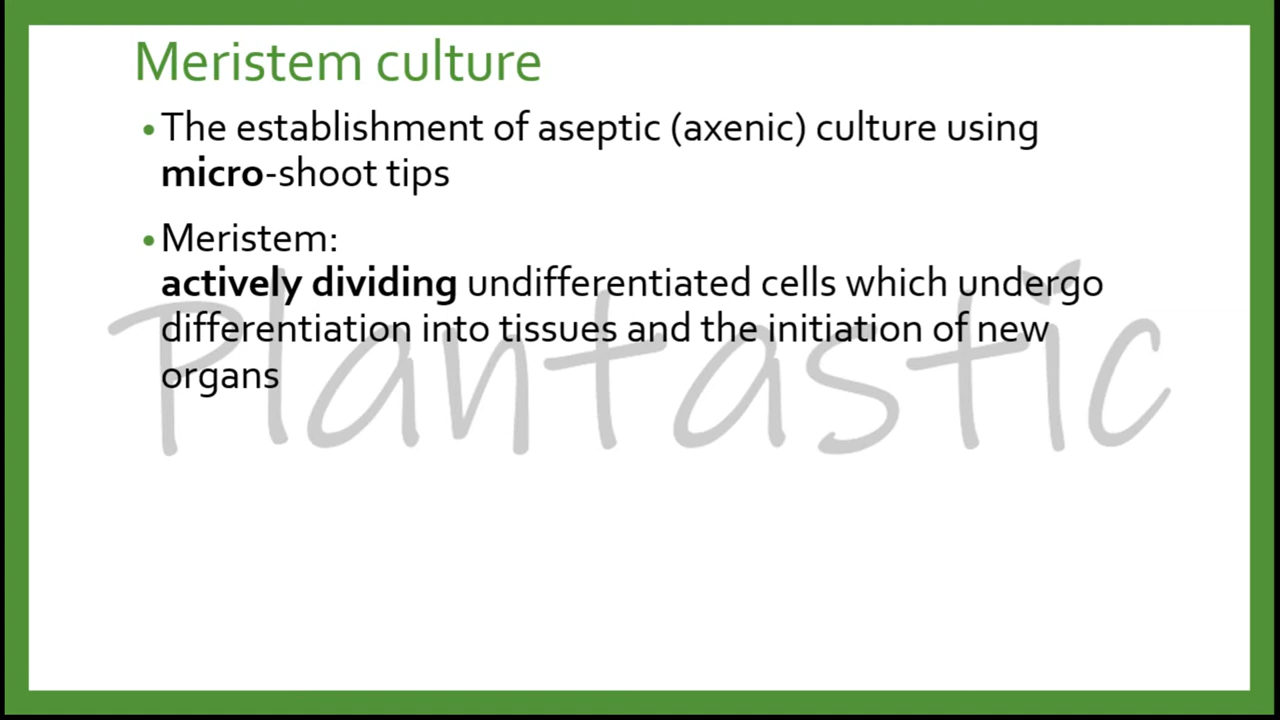 Meristem culture
•The establishment of aseptic (axenic) culture using
micro-shoot tips
•Meristem:
actively dividing undifferentiated cells which undergo
differentiation into tissues and the initiation of new
organs
Plantastic